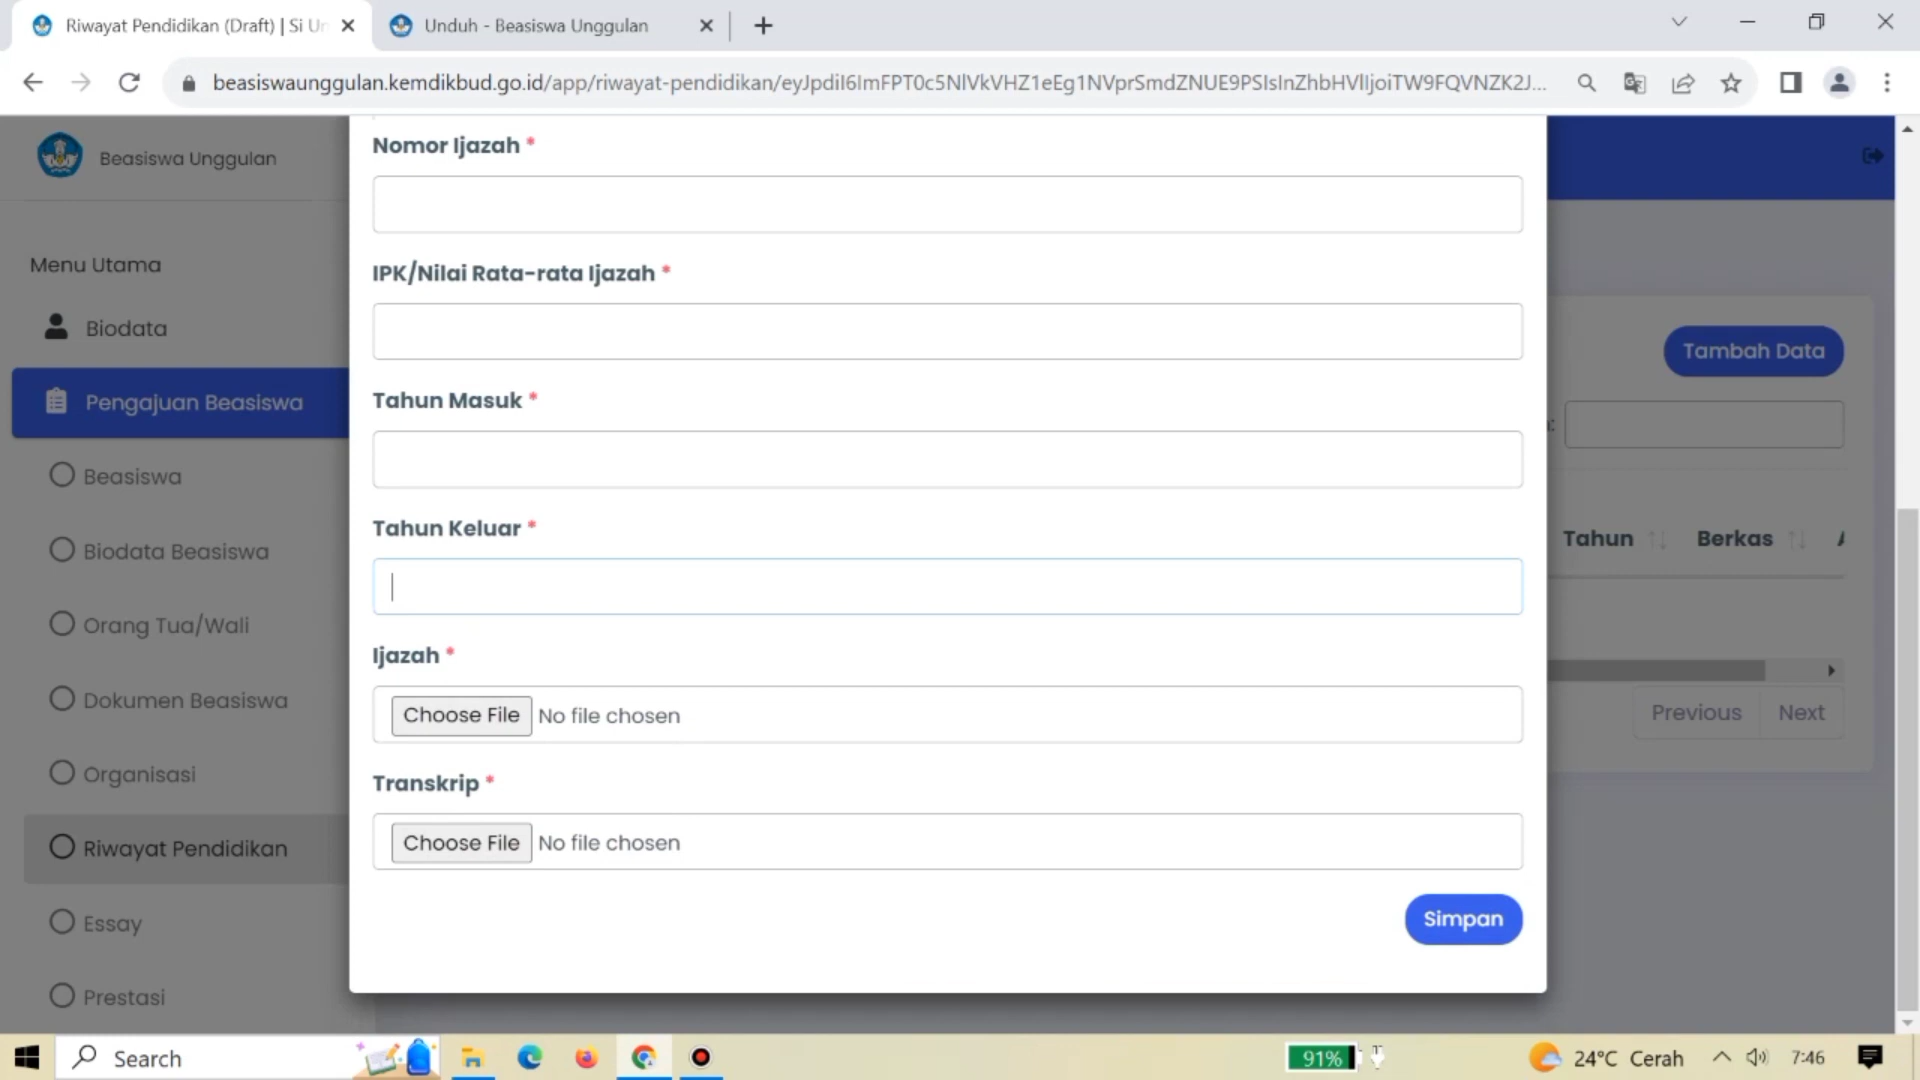 Riwayat Pendidikan (Draft) | Si Un
Unduh - Beasiswa Unggulan
beasiswaunggulan.kemdikbud.go.id/app/riwayat-pendidikan/
Beasiswa Unggulan
Menu Utama
Biodata
Pengajuan Beasiswa
Beasiswa
Biodata Beasiswa
Orang Tua/Wali
Dokumen Beasiswa
Organisasi
Riwayat Pendidikan
Essay
Prestasi
Nomor Ijazah *
IPK/Nilai Rata-rata Ijazah *
Tahun Masuk *
Tahun Keluar *
Ijazah *
Choose File No file chosen
Transkrip *
Choose File No file chosen
Simpan
Tambah Data
Tahun Berkas
Previous Next
Search
91%
24°C Cerah
7:46